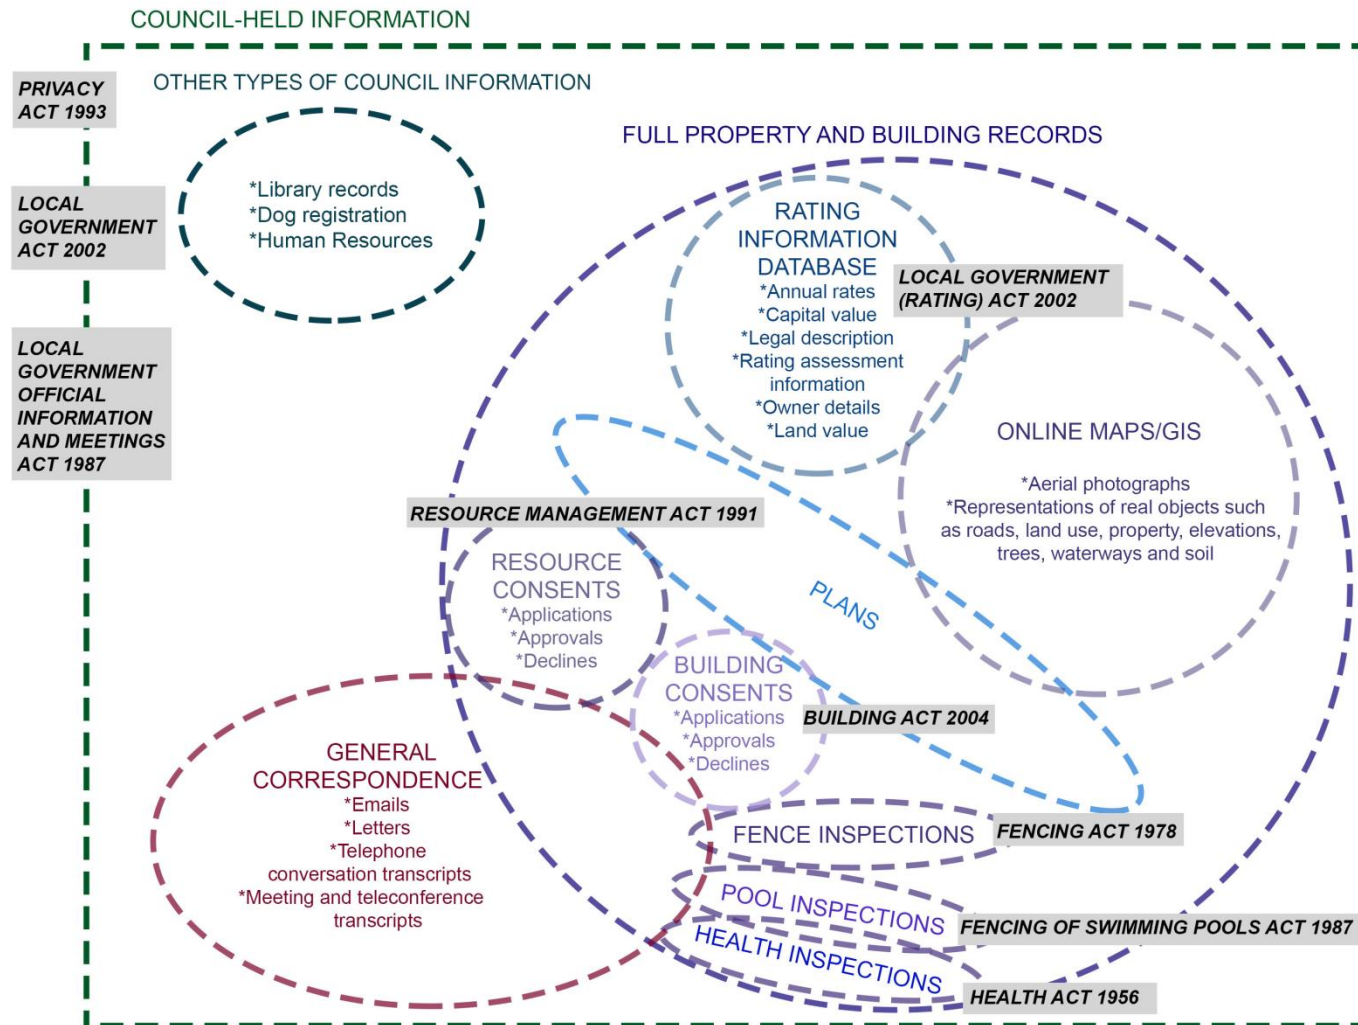 COUNCIL-HELD INFORMATION
PRIVACY
ACT 1993
OTHER TYPES OF COUNCIL INFORMATION
LOCAL
GOVERNMENT
ACT 2002
*Library records
*Dog registration
*Human Resources
LOCAL
GOVERNMENT
OFFICIAL
INFORMATION
AND MEETINGS
ACT 1987
FULL PROPERTY AND BUILDING RECORDS
RATING
INFORMATION
DATABASE
*Annual rates
*Capital value
*Legal description
*Rating assessment
information
*Owner details
*Land value
LOCAL GOVERNMENT
(RATING) ACT 2002
ONLINE MAPS/GIS
*Aerial photographs
*Representations of real objects such
as roads, land use, property, elevations,
trees, waterways and soil
RESOURCE MANAGEMENT ACT 1991
RESOURCE
CONSENTS
*Applications
*Approvals
*Declines
PLANS
BUILDING
CONSENTS
*Applications
*Approvals
*Declines
BUILDING ACT 2004
GENERAL
CORRESPONDENCE
*Emails
*Letters
*Telephone
conversation transcripts
*Meeting and teleconference
transcripts
FENCE INSPECTIONS
FENCING ACT 1978
POOL INSPECTIONS
FENCING OF SWIMMING POOLS ACT 1987
HEALTH INSPECTIONS
HEALTH ACT 1956